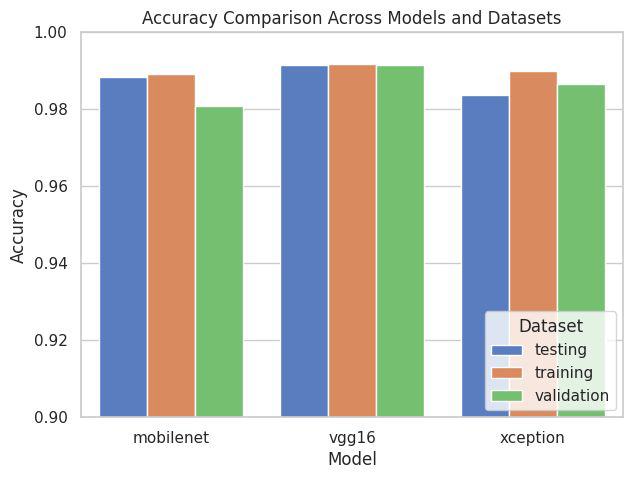 Accuracy Comparison Across Models and Datasets
1.00
0.98
0.96
0.94
0.92
0.90
Accuracy
Dataset
testing
training
validation
mobilenet
vgg16
xception
Model